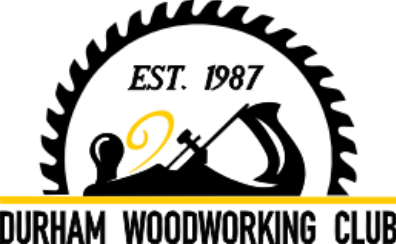 EST. 1987
DURHAM WOODWORKING CLUB